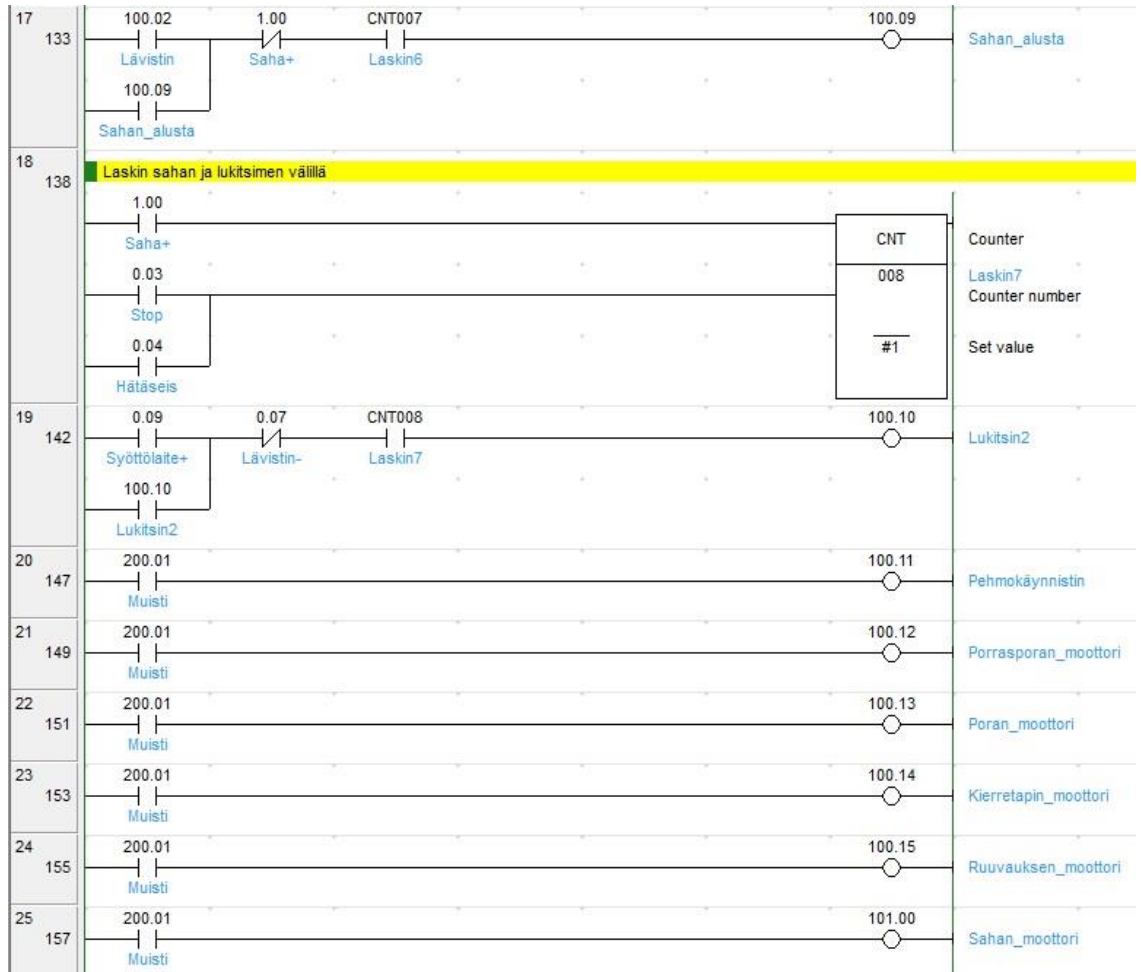 17
133
100.02 1.00 CNT007 100.09
Lävistin Saha+ Laskin6 Sahan_alusta
100.09
Sahan_alusta
18
138
Laskin sahan ja lukitsimen välillä
1.00
Saha+
CNT Counter
0.03
Stop
008 Laskin7
Counter number
0.04
Hätäseis
#1 Set value
19
142
0.09 0.07 CNT008 100.10
Syöttölaite+ Lävistin- Laskin7 Lukitsin2
100.10
Lukitsin2
20
147
200.01 100.11
Muisti Pehmokäynnistin
21
149
200.01 100.12
Muisti Porrasporan_moottori
22
151
200.01 100.13
Muisti Poran_moottori
23
153
200.01 100.14
Muisti Kierretapin_moottori
24
155
200.01 100.15
Muisti Ruuvauksen_moottori
25
157
200.01 101.00
Muisti Sahan_moottori